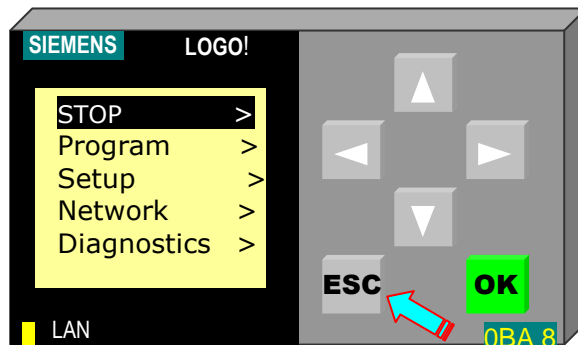 SIEMENS LOGO!
STOP >
Program >
Setup >
Network >
Diagnostics >
ESC OK
LAN 0BA 8